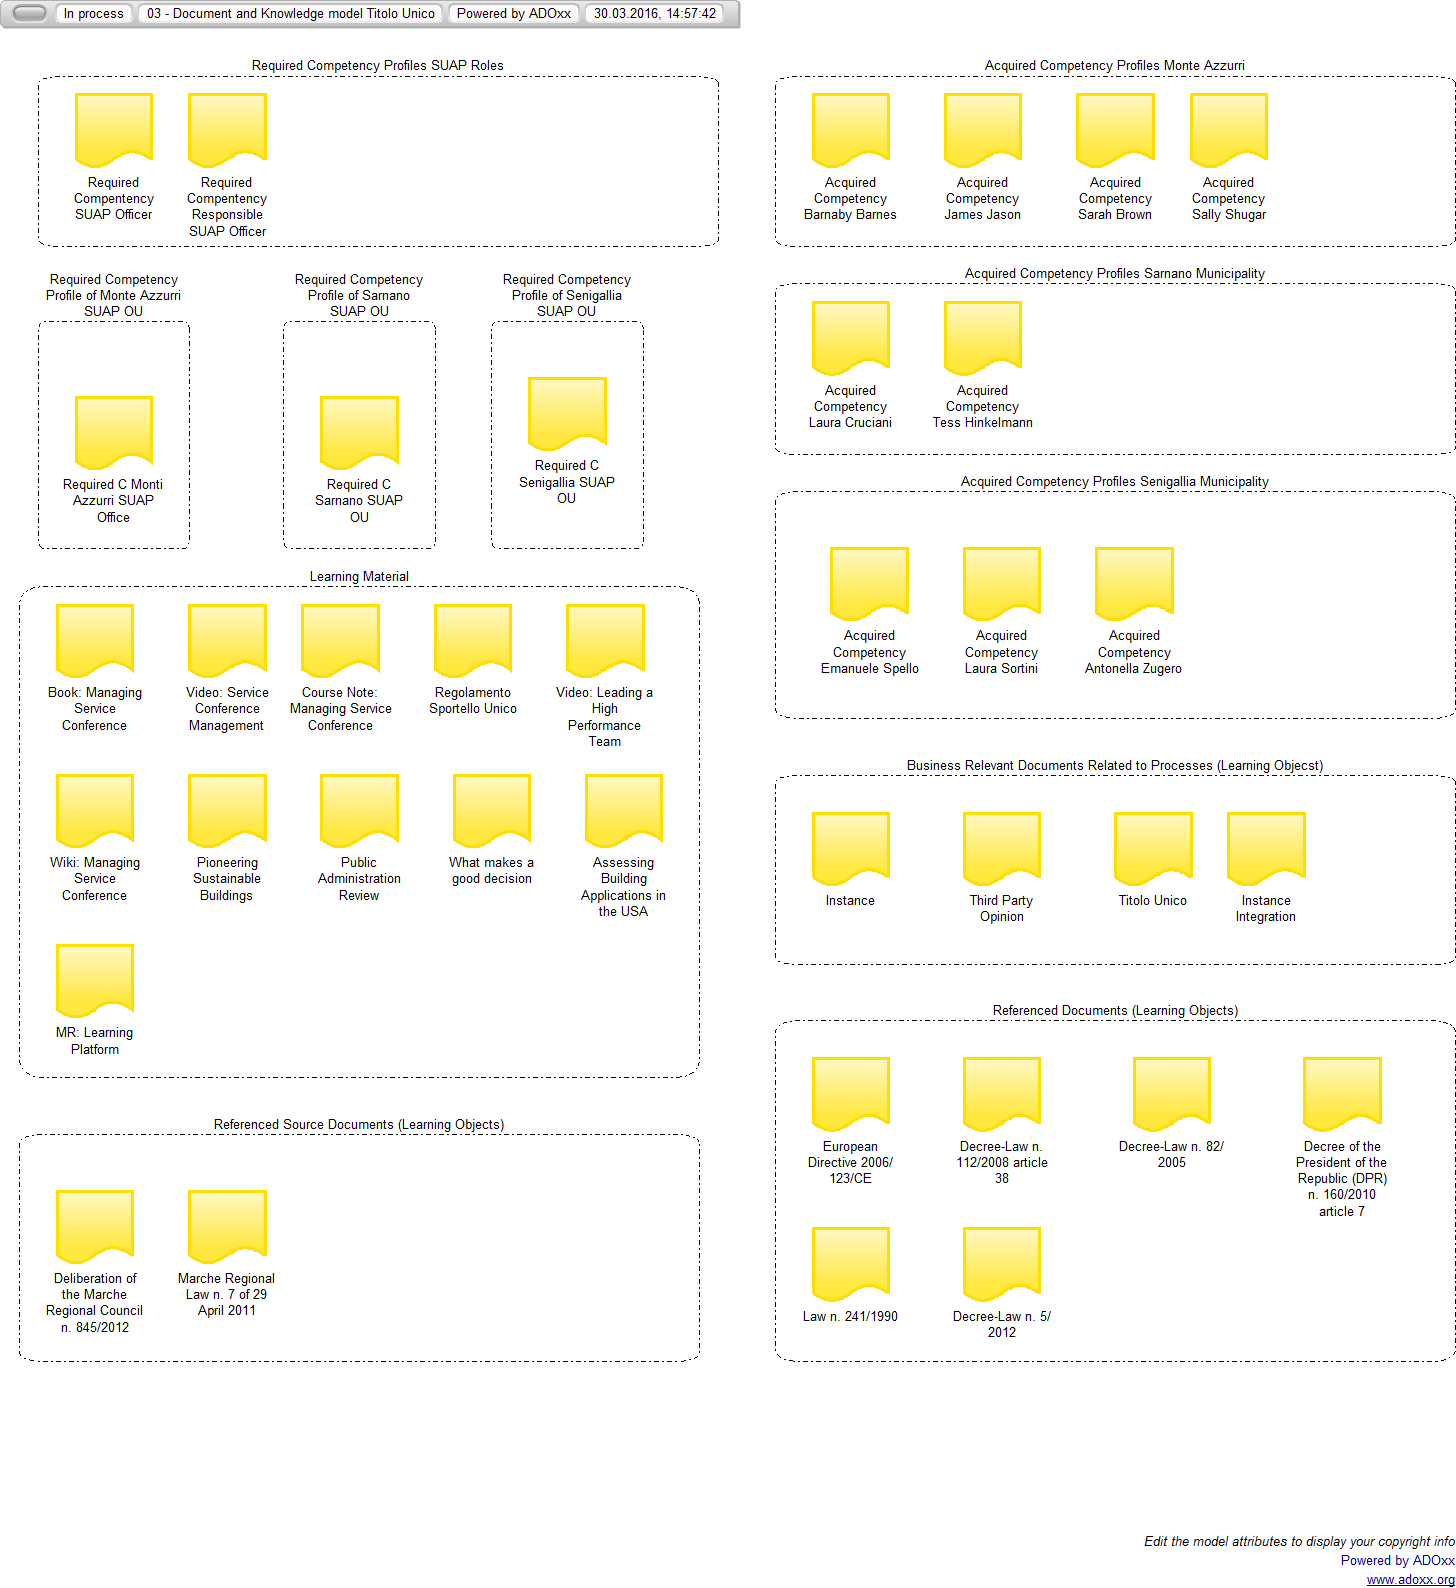 In process
03 - Document and Knowledge model Titolo Unico
Powered by ADOxx
30.03.2016, 14:57:42
Required Competency Profiles SUAP Roles
Required
Compentency
SUAP Officer
Required
Compentency
Responsible
SUAP Officer
Required Competency
Profile of Monte Azzurri
SUAP OU
Required C Monti
Azzurri SUAP
Office
Required Competency
Profile of Sarnano
SUAP OU
Required C
Sarnano SUAP
OU
Required Competency
Profile of Senigallia
SUAP OU
Required C
Senigallia SUAP
OU
Learning Material
Book: Managing
Service
Conference
Video: Service
Conference
Management
Course Note:
Managing Service
Conference
Regolamento
Sportello Unico
Video: Leading a
High
Performance
Team
Wiki: Managing
Service
Conference
Pioneering
Sustainable
Buildings
Public
Administration
Review
What makes a
good decision
Assessing
Building
Applications in
the USA
MR: Learning
Platform
Referenced Source Documents (Learning Objects)
Deliberation of
the Marche
Regional Council
n. 845/2012
Marche Regional
Law n. 7 of 29
April 2011
Acquired Competency Profiles Monte Azzurri
Acquired
Competency
Barnaby Barnes
Acquired
Competency
James Jason
Acquired
Competency
Sarah Brown
Acquired
Competency
Sally Shugar
Acquired Competency Profiles Sarnano Municipality
Acquired
Competency
Laura Cruciani
Acquired
Competency
Tess Hinkelmann
Acquired Competency Profiles Senigallia Municipality
Acquired
Competency
Emanuele Spello
Acquired
Competency
Laura Sortini
Acquired
Competency
Antonella Zugero
Business Relevant Documents Related to Processes (Learning Objecst)
Instance
Third Party
Opinion
Titolo Unico
Instance
Integration
Referenced Documents (Learning Objects)
European
Directive 2006/
123/CE
Decree-Law n.
112/2008 article
38
Decree-Law n. 82/
2005
Decree of the
President of the
Republic (DPR)
n. 160/2010
article 7
Law n. 241/1990
Decree-Law n. 5/
2012
Edit the model attributes to display your copyright info
Powered by ADOxx
www.adoxx.org